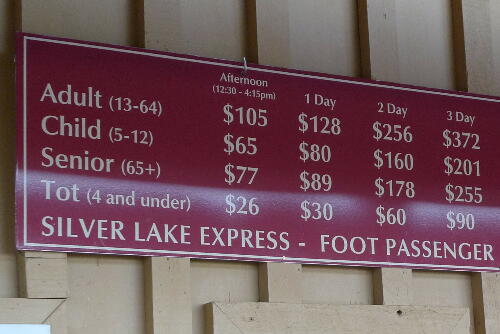 Afternoon
(12:30 - 4:15pm) 1 Day 2 Day 3 Day
Adult (13-64) $105 $128 $256 $372
Child (5-12) $65 $80 $160 $201
Senior (65+) $77 $89 $178 $255
Tot (4 and under) $26 $30 $60 $90
SILVER LAKE EXPRESS - FOOT PASSENGER